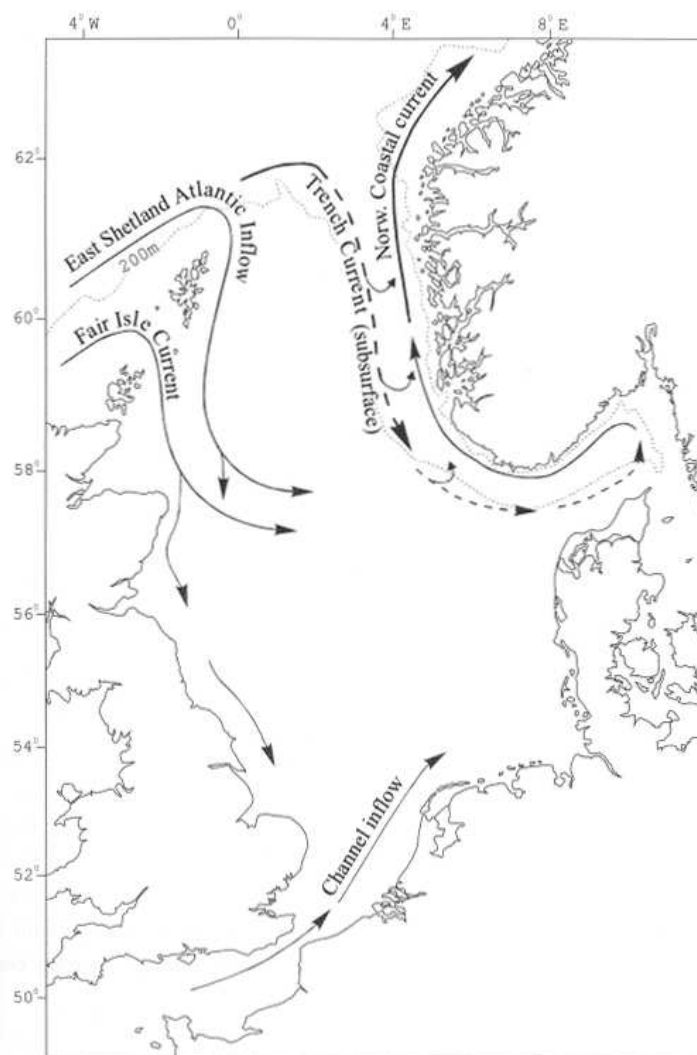 4°W
0°
4°E
8°E
62°
60°
58°
56°
54°
52°
50°
East Shetland Atlantic Inflow
200m
Fair Isle Current
Trench Current (subsurface)
Norw. Coastal current
Channel inflow